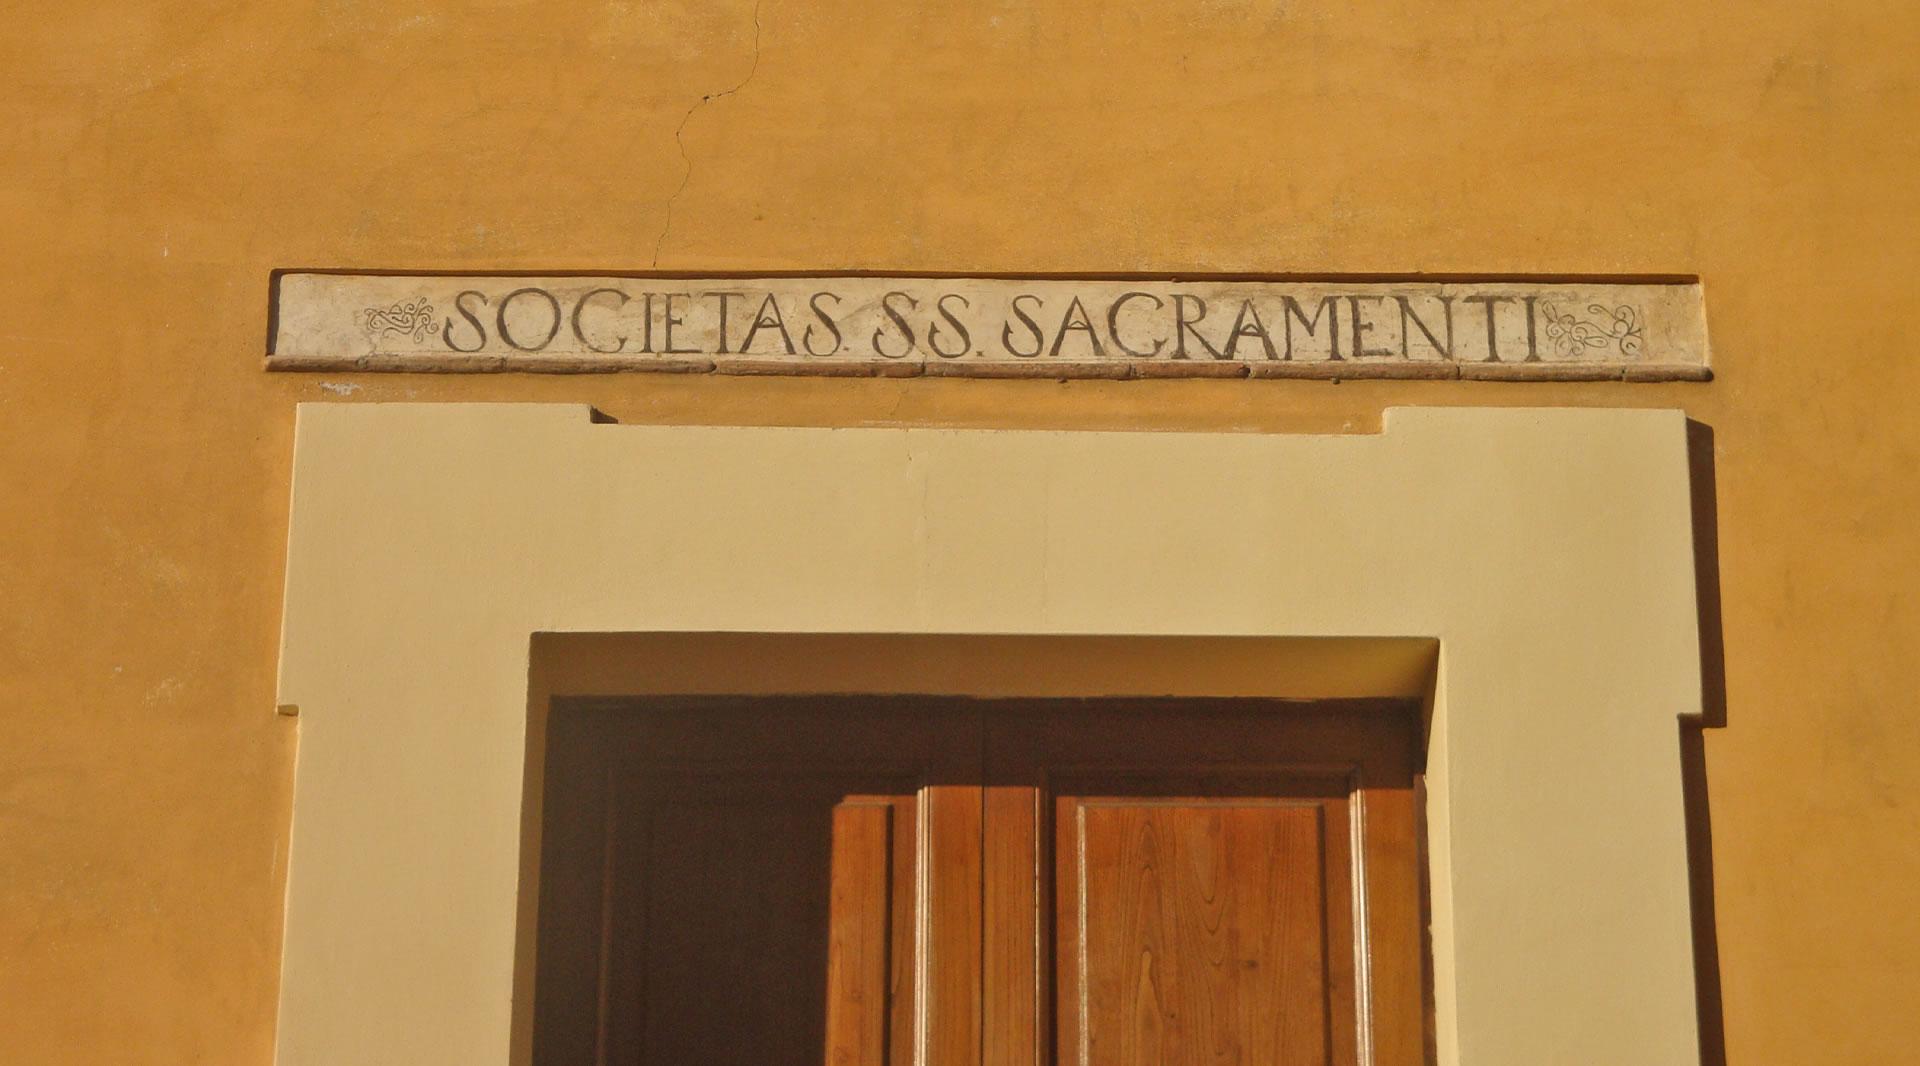 SOCIETAS. SS. SACRAMENTI